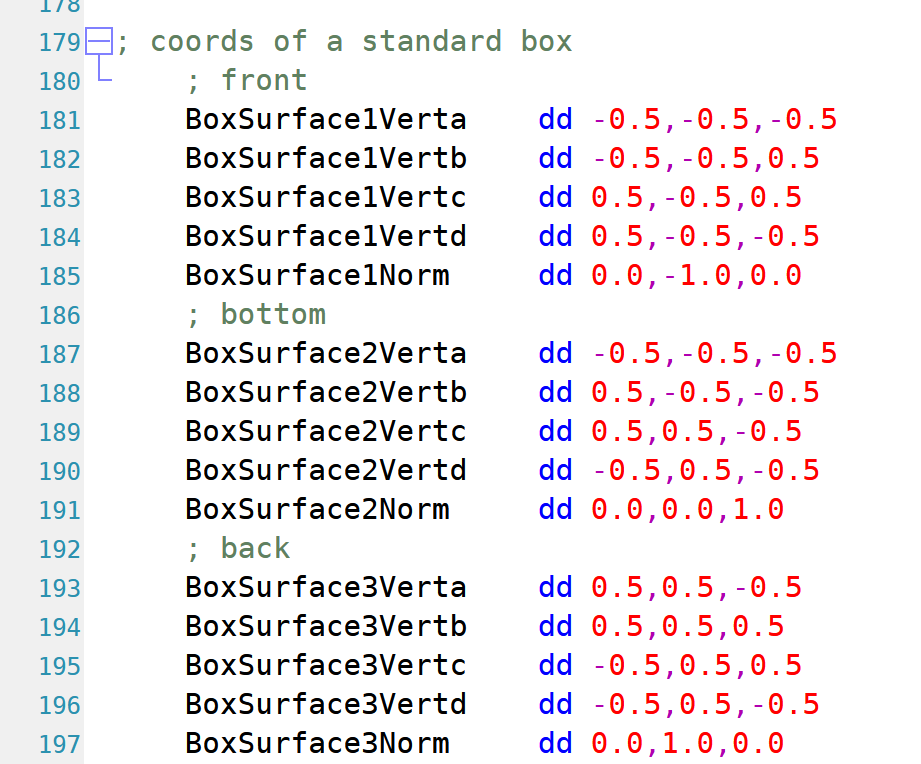 178
179 ; coords of a standard box
180 ; front
181 BoxSurface1Verta dd -0.5,-0.5,-0.5
182 BoxSurface1Vertb dd -0.5,-0.5,0.5
183 BoxSurface1Vertc dd 0.5,-0.5,0.5
184 BoxSurface1Vertd dd 0.5,-0.5,-0.5
185 BoxSurface1Norm dd 0.0,-1.0,0.0
186 ; bottom
187 BoxSurface2Verta dd -0.5,-0.5,-0.5
188 BoxSurface2Vertb dd 0.5,-0.5,-0.5
189 BoxSurface2Vertc dd 0.5,0.5,-0.5
190 BoxSurface2Vertd dd -0.5,0.5,-0.5
191 BoxSurface2Norm dd 0.0,0.0,1.0
192 ; back
193 BoxSurface3Verta dd 0.5,0.5,-0.5
194 BoxSurface3Vertb dd 0.5,0.5,0.5
195 BoxSurface3Vertc dd -0.5,0.5,0.5
196 BoxSurface3Vertd dd -0.5,0.5,-0.5
197 BoxSurface3Norm dd 0.0,1.0,0.0